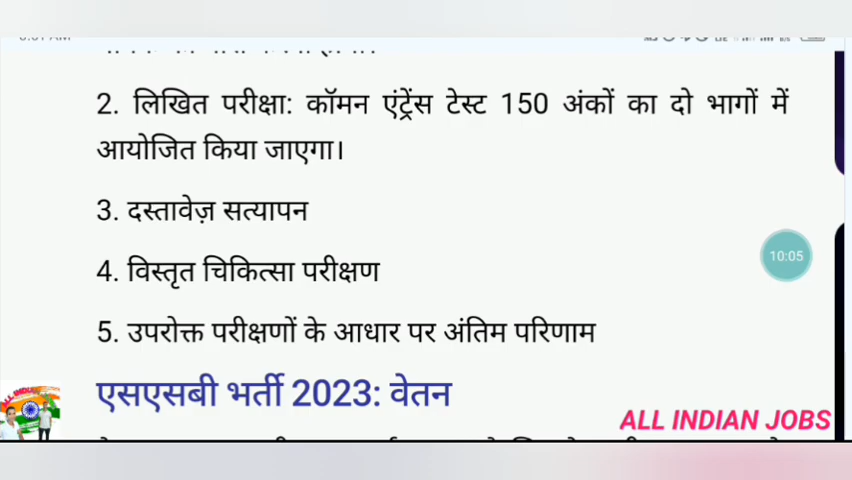 2. लिखित परीक्षा: कॉमन एंट्रेंस टेस्ट 150 अंकों का दो भागों में
आयोजित किया जाएगा।
3. दस्तावेज़ सत्यापन
4. विस्तृत चिकित्सा परीक्षण
10:05
5. उपरोक्त परीक्षणों के आधार पर अंतिम परिणाम
एसएसबी भर्ती 2023: वेतन
ALL INDIAN JOBS